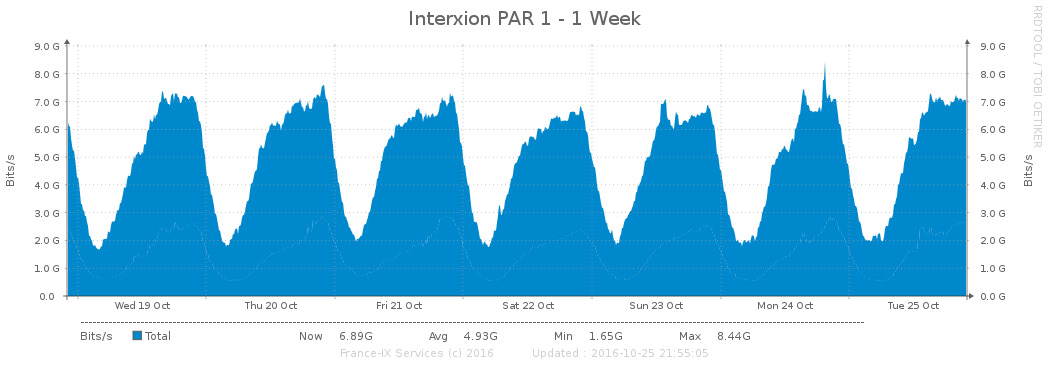 Interxion PAR 1 - 1 Week
RRDTOOL / TOBI OETIKER
9.0 G 9.0 G
8.0 G 8.0 G
7.0 G 7.0 G
6.0 G 6.0 G
5.0 G 5.0 G
4.0 G 4.0 G
3.0 G 3.0 G
2.0 G 2.0 G
1.0 G 1.0 G
0.0 0.0 G
Bits/s
Bits/s
Wed 19 Oct Thu 20 Oct Fri 21 Oct Sat 22 Oct Sun 23 Oct Mon 24 Oct Tue 25 Oct
Bits/s Total Now 6.89G Avg 4.93G Min 1.65G Max 8.44G
France-IX Services (c) 2016 Updated : 2016-10-25 21:55:05